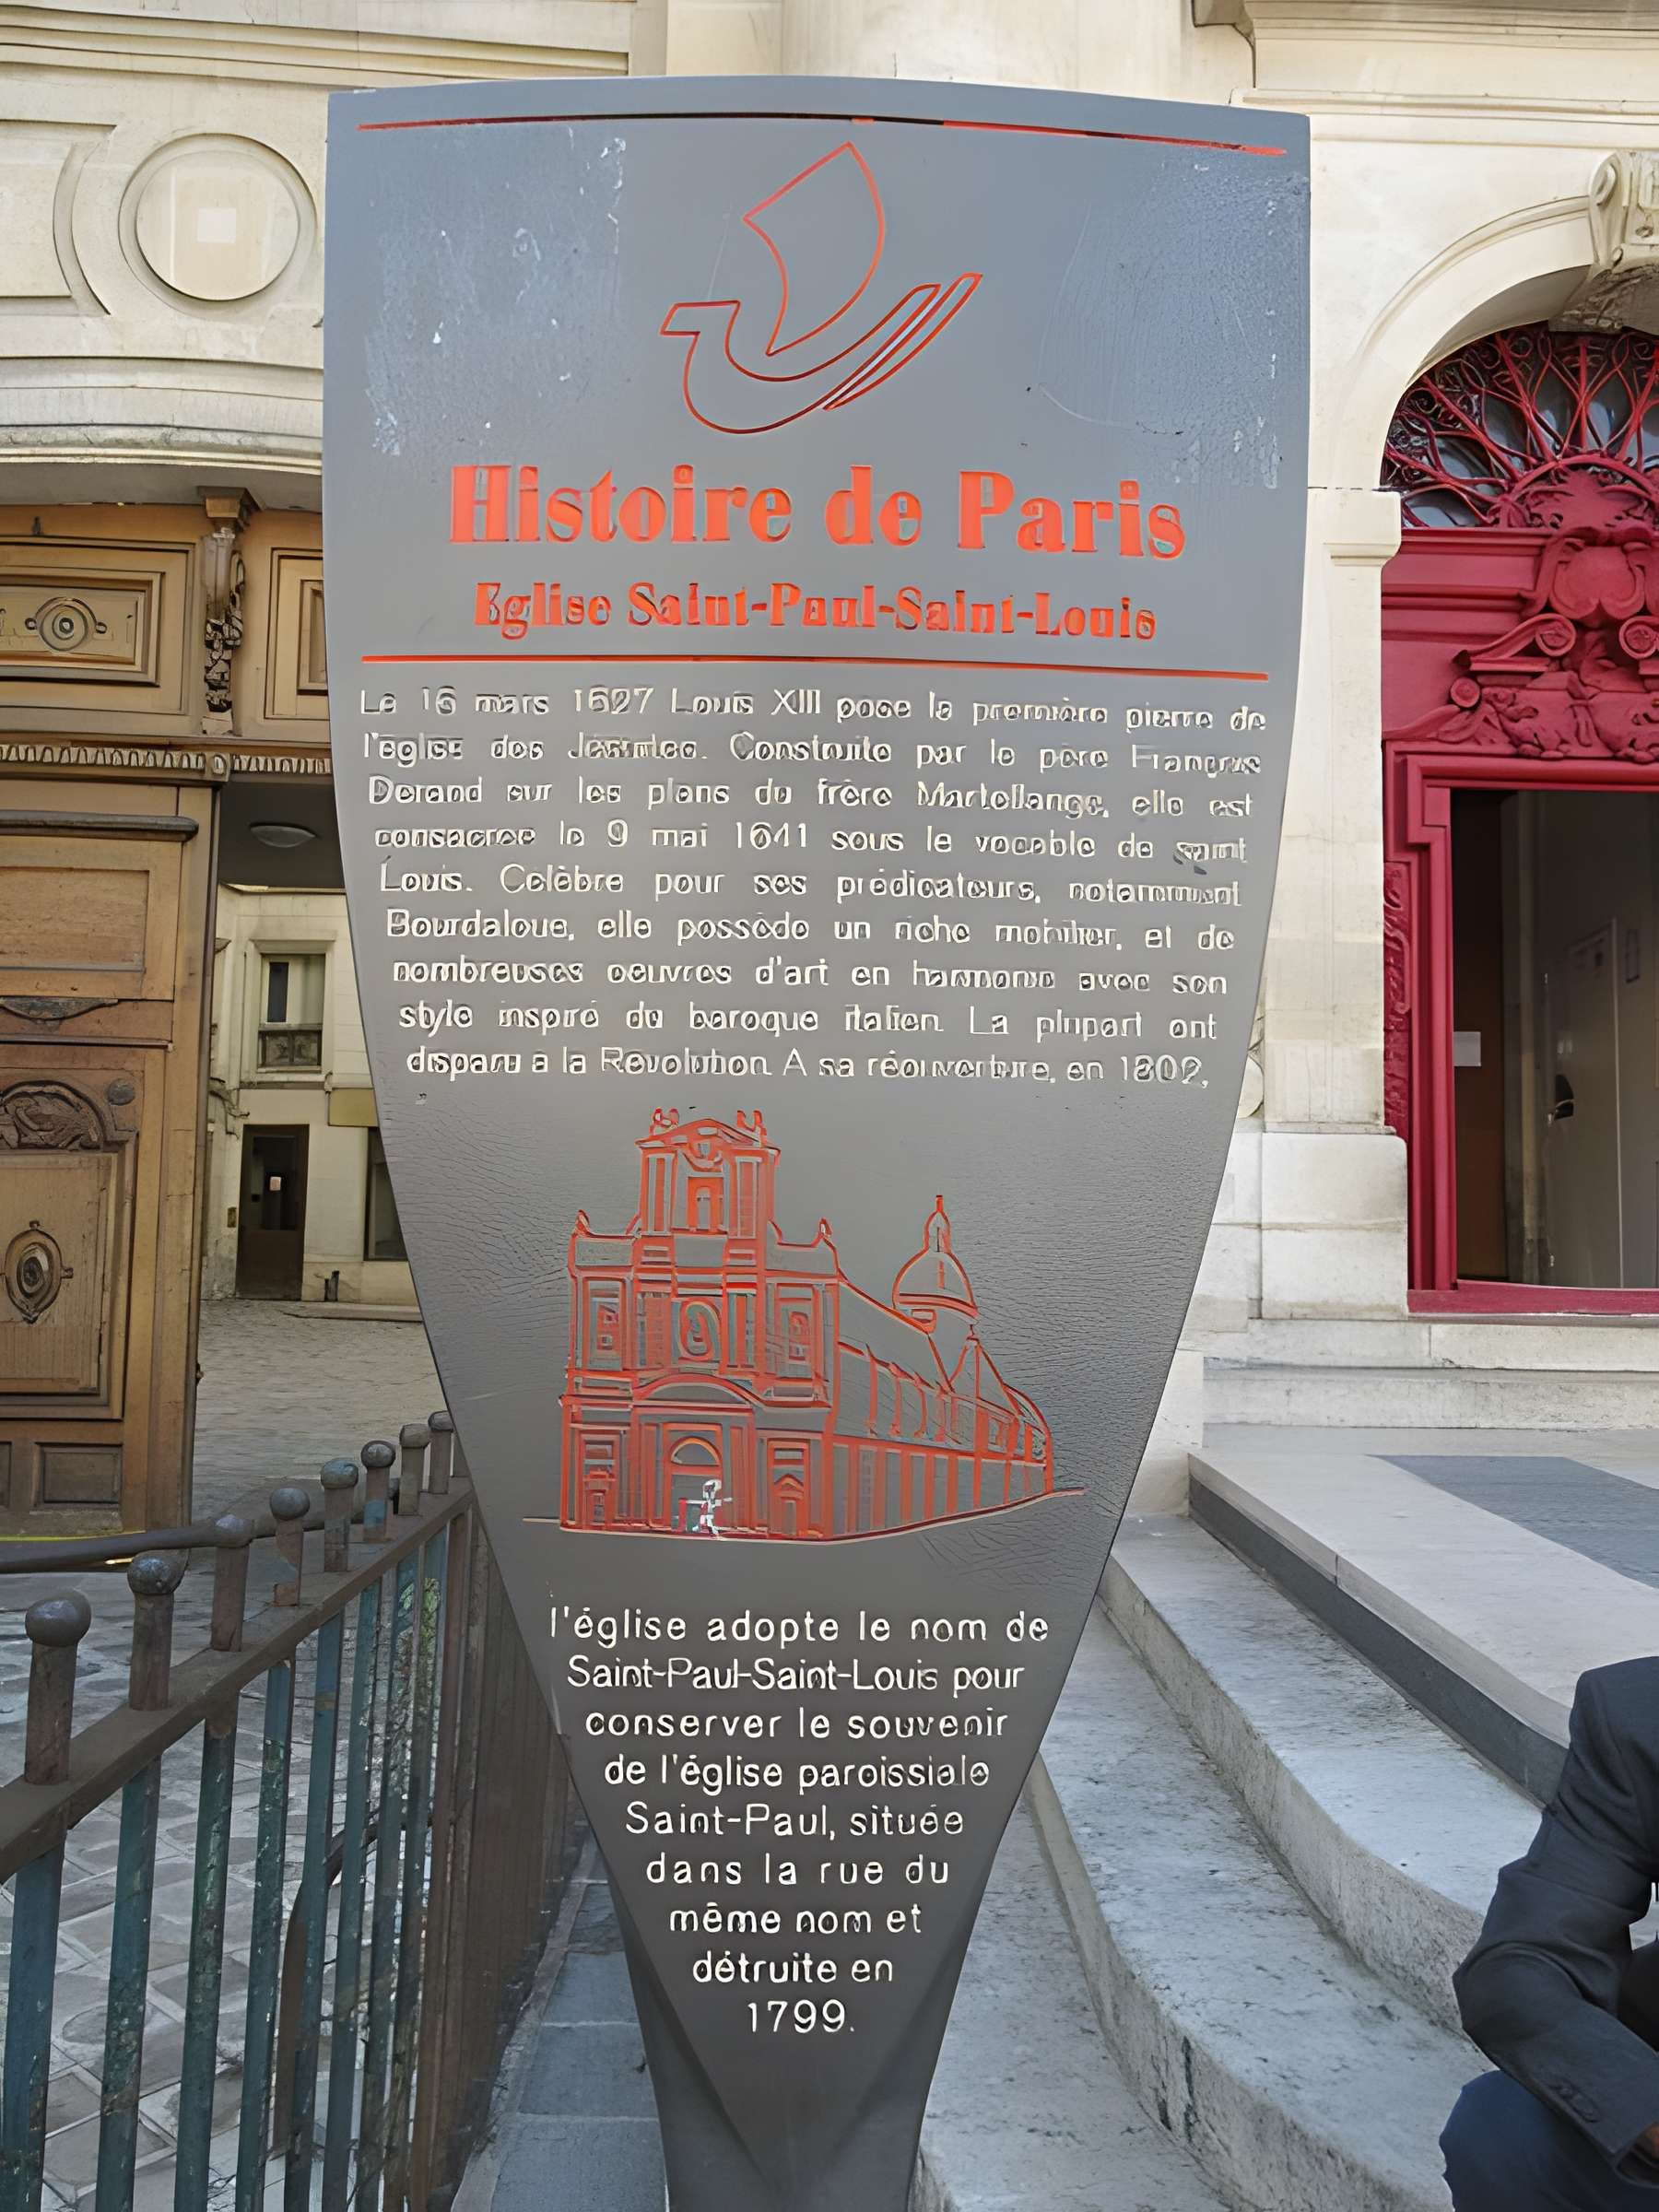 Histoire de Paris
Eglise Saint-Paul-Saint-Louis
Le 16 mars 1627 Louis XIII pose la première pierre de
l'église des Jésuites. Construite par le père François
Derand sur les plans du frère Martellange, elle est
consacrée le 9 mai 1641 sous le vocable de saint
Louis. Célèbre pour ses prédicateurs, notamment
Bourdaloue, elle possède un riche mobilier, et de
nombreuses oeuvres d'art en harmonie avec son
style inspiré du baroque italien. La plupart ont
disparu à la Révolution. A sa réouverture, en 1802,
l'église adopte le nom de
Saint-Paul-Saint-Louis pour
conserver le souvenir
de l'église paroissiale
Saint-Paul, située
dans la rue du
même nom et
détruite en
1799.